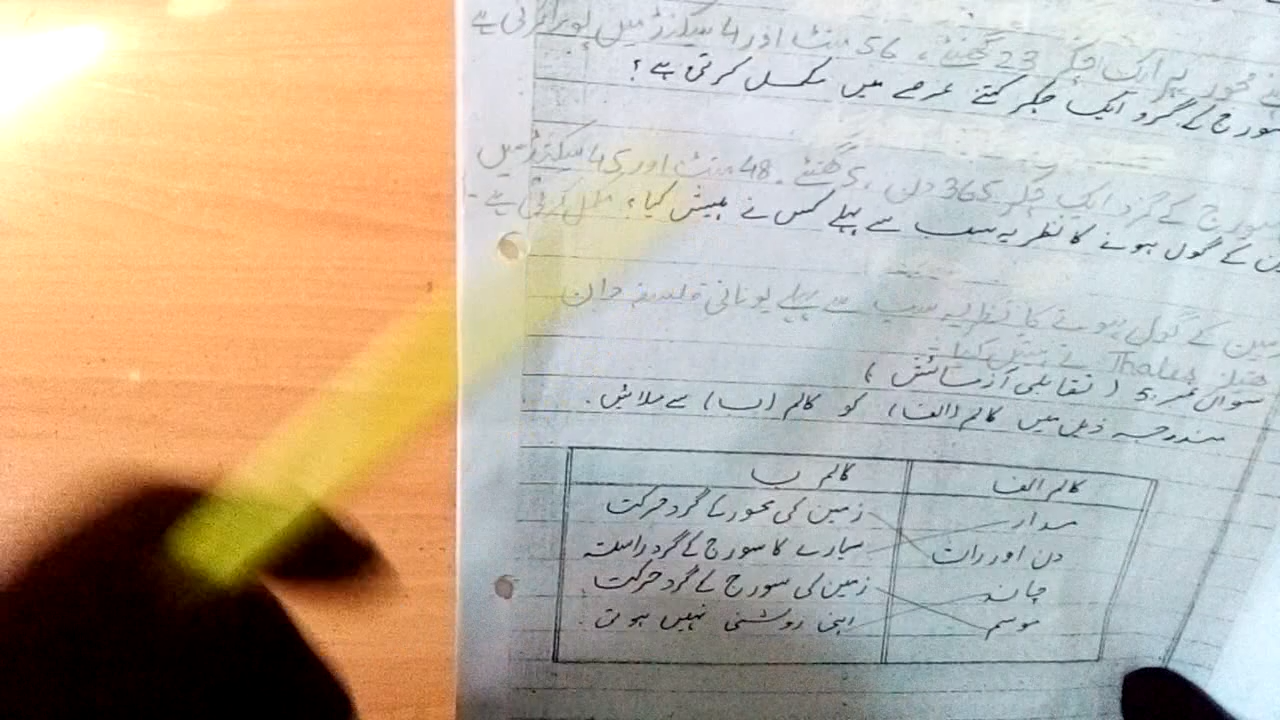 محور پر ایک چکر 23 گھنٹے، 56 منٹ اور 4 سیکنڈز میں پورا کرتی ہے
سورج کے گرد ایک چکر کتنے عرصے میں مکمل کرتی ہے؟
سورج کے گرد ایک چکر 365 دن، 5 گھنٹے، 48 منٹ اور 45 سیکنڈز میں
مکمل کرتی ہے۔
کے گول ہونے کا نظریہ سب سے پہلے کس نے پیش کیا؟
زمین کے گول ہونے کا نظریہ سب سے پہلے یونانی فلسفہ دان
Thales نے پیش کیا۔
سوال نمبر 5: (تقابلی آزمائش)
مندرجہ ذیل میں کالم (الف) کو کالم (ب) سے ملائیں۔
کالم الف کالم ب
مدار زمین کی محور کے گرد حرکت
دن اور رات سیارے کا سورج کے گرد راستہ
چاند زمین کی سورج کے گرد حرکت
موسم اپنی روشنی نہیں ہوتی۔